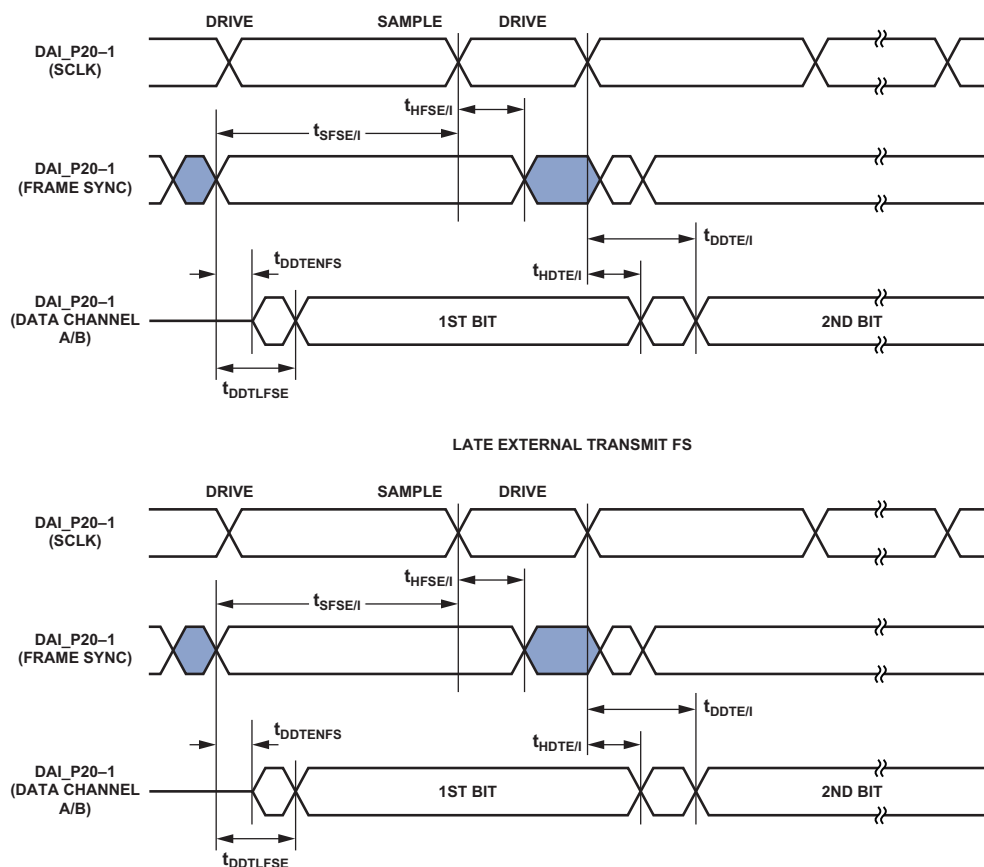 DRIVE SAMPLE DRIVE
DAI_P20–1
(SCLK)
tHFSE/I
tSFSE/I
DAI_P20–1
(FRAME SYNC)
tDDTE/I
tDDTENFS
tHDTE/I
DAI_P20–1
(DATA CHANNEL
A/B)
1ST BIT 2ND BIT
tDDTLFSE
LATE EXTERNAL TRANSMIT FS
DRIVE SAMPLE DRIVE
DAI_P20–1
(SCLK)
tHFSE/I
tSFSE/I
DAI_P20–1
(FRAME SYNC)
tDDTE/I
tDDTENFS
tHDTE/I
DAI_P20–1
(DATA CHANNEL
A/B)
1ST BIT 2ND BIT
tDDTLFSE